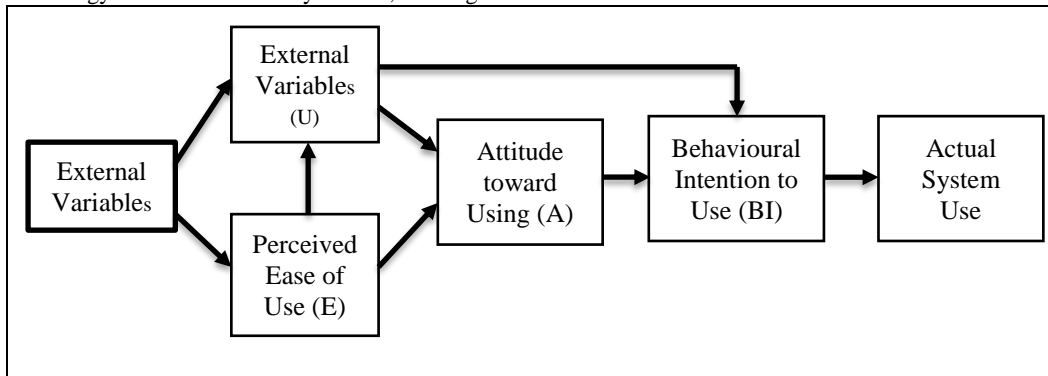 External
Variables
External
Variables
(U)
Perceived
Ease of
Use (E)
Attitude
toward
Using (A)
Behavioural
Intention to
Use (BI)
Actual
System
Use